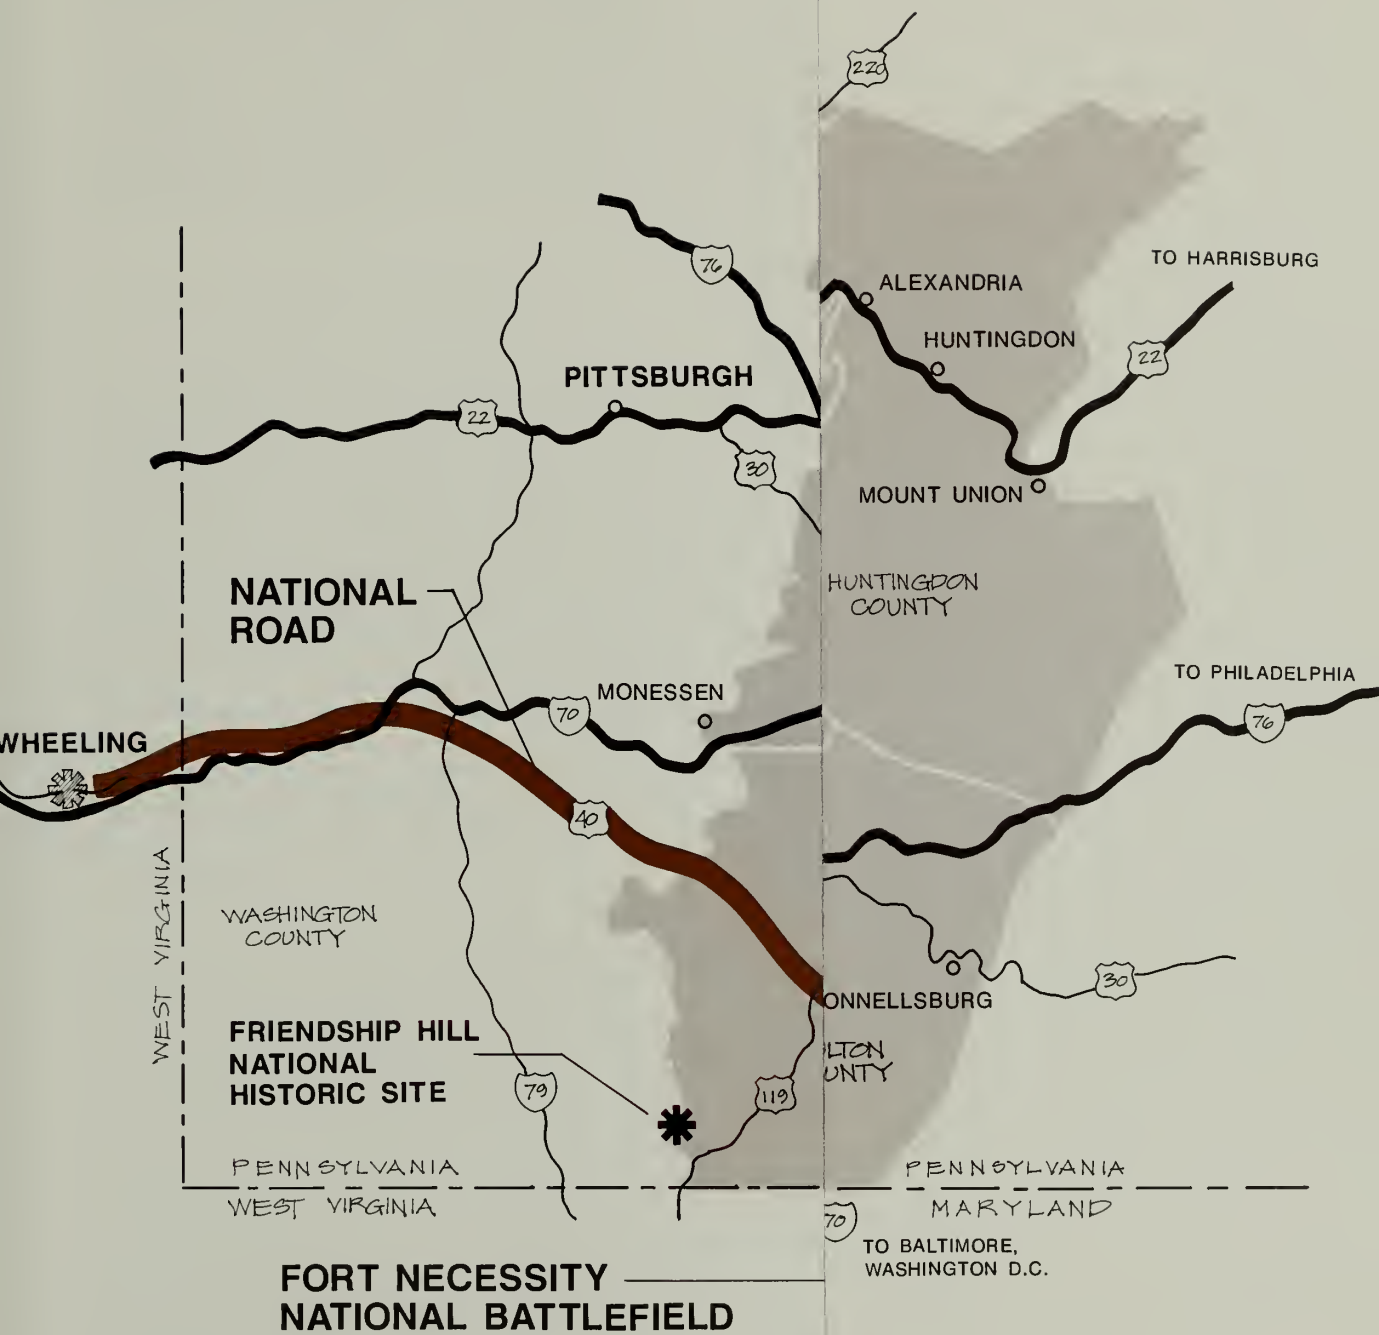 220
TO HARRISBURG
76
ALEXANDRIA
HUNTINGDON
22
PITTSBURGH
22
30
MOUNT UNION
NATIONAL
ROAD
HUNTINGDON
COUNTY
TO PHILADELPHIA
MONESSEN
70
76
WHEELING
40
WEST VIRGINIA
WASHINGTON
COUNTY
30
ONNELLSBURG
FRIENDSHIP HILL
NATIONAL
HISTORIC SITE
LTON
UNTY
79
119
PENNSYLVANIA
WEST VIRGINIA
PENNSYLVANIA
MARYLAND
70
TO BALTIMORE,
WASHINGTON D.C.
FORT NECESSITY
NATIONAL BATTLEFIELD